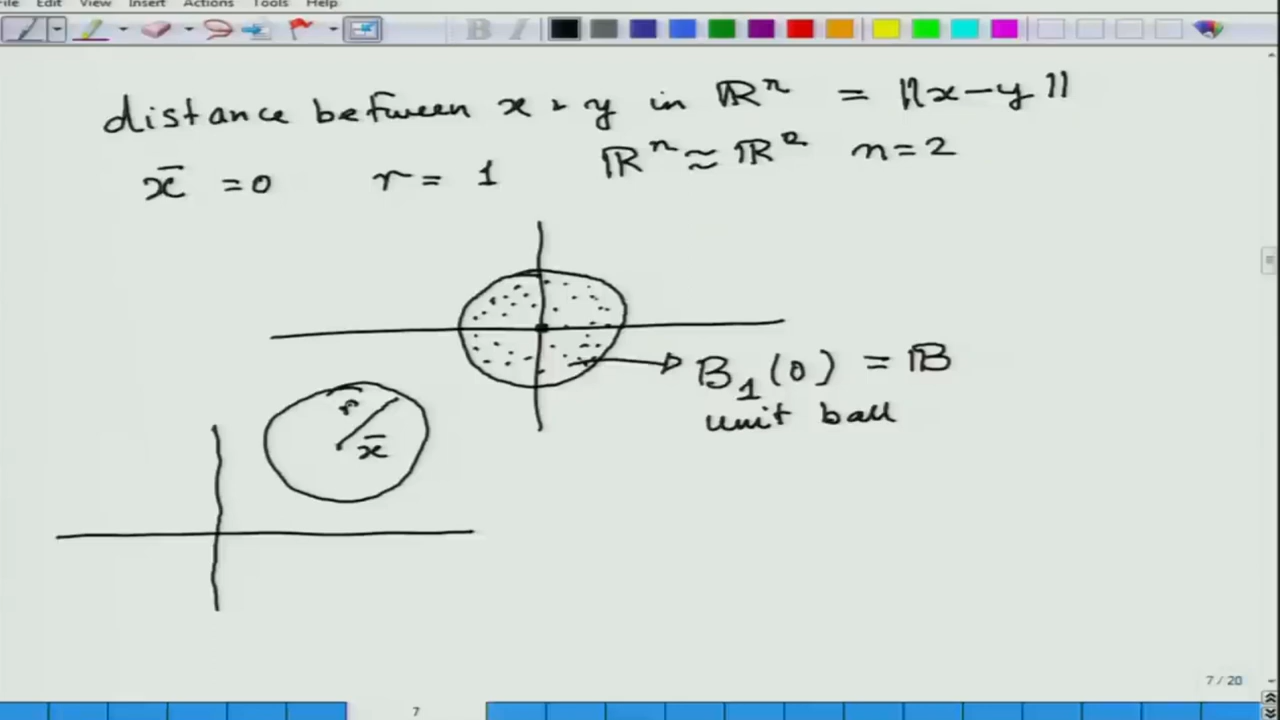 File Edit View Insert Actions Tools Help
B I
distance between x & y in ℝⁿ = ||x-y||
x̄ = 0 r = 1 ℝⁿ ≈ ℝ² n = 2
B₁(0) = 𝔹
unit ball
r
x̄
7 / 20
7